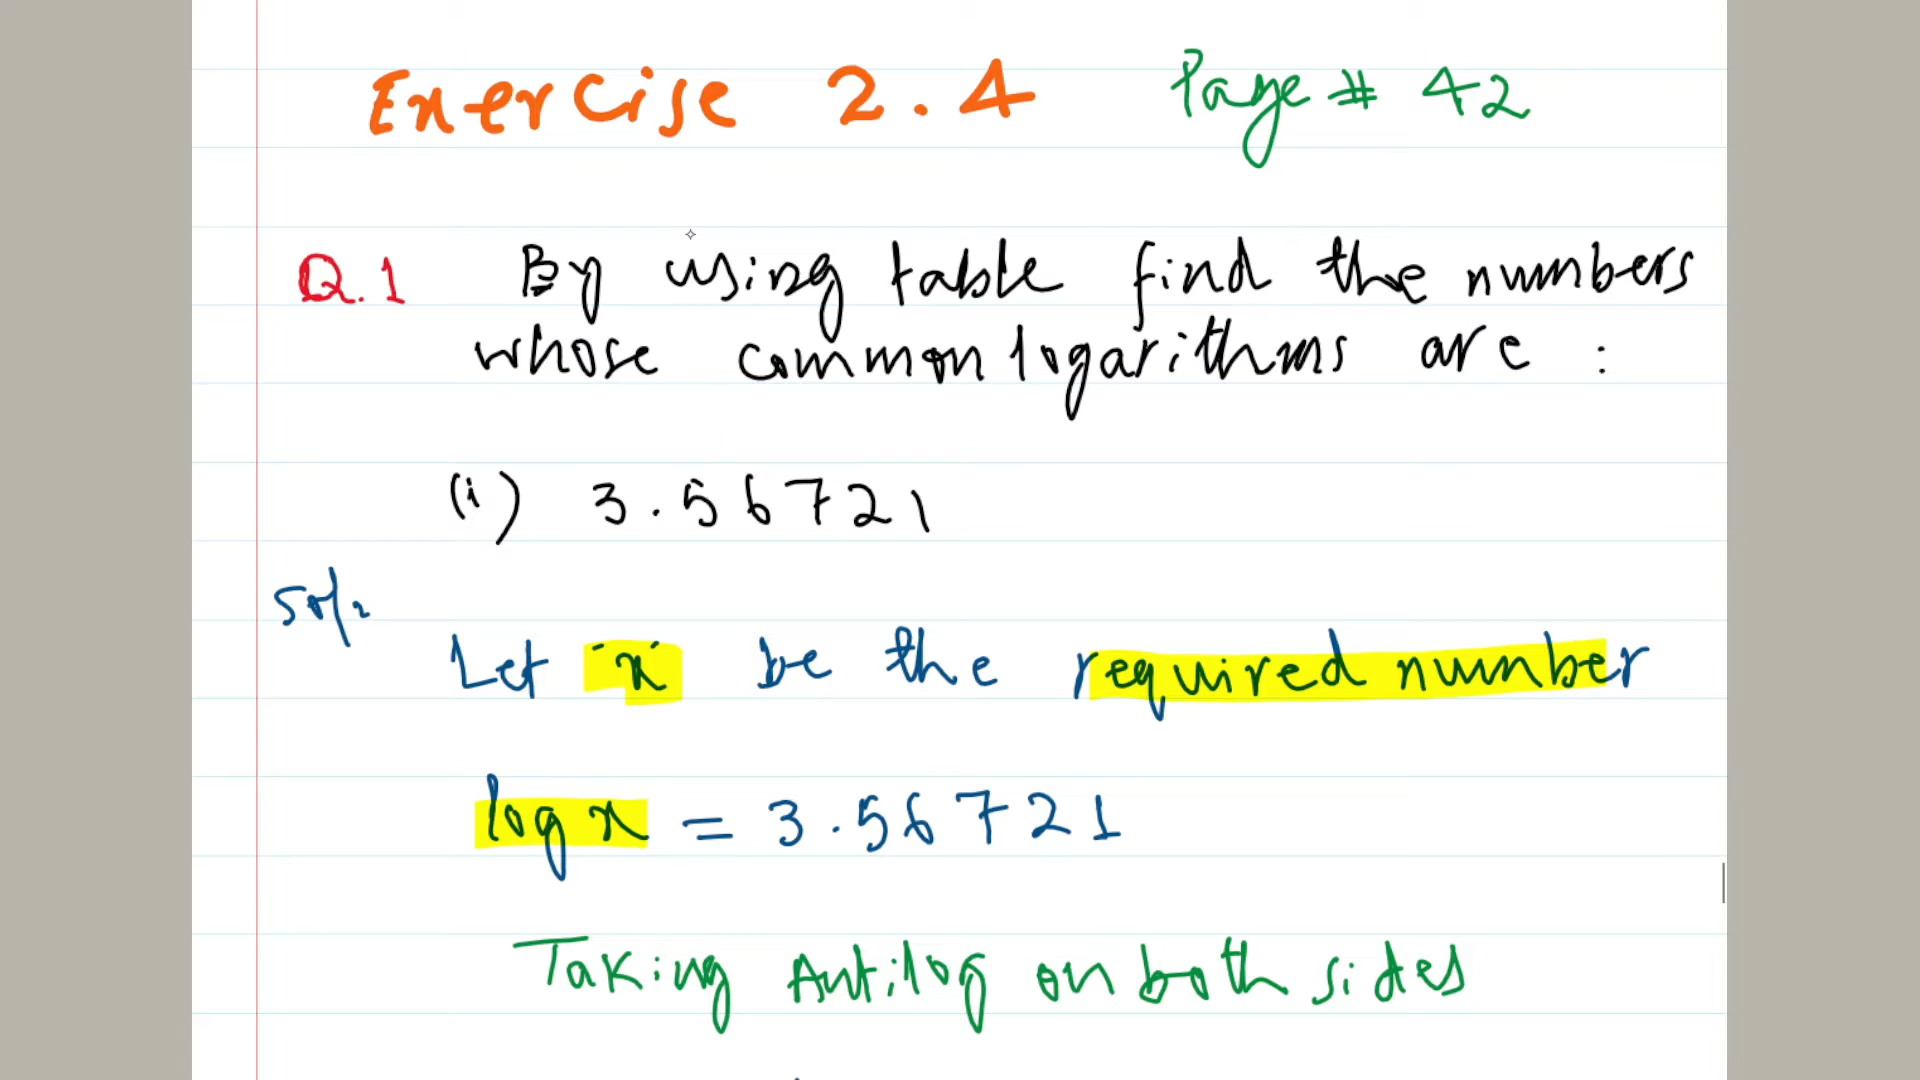 Exercise 2.4 Page # 42
Q.1 By using table find the numbers
whose common logarithms are :
(i) 3.56721
Sol:
Let 'x' be the required number
log x = 3.56721
Taking Antilog on both sides